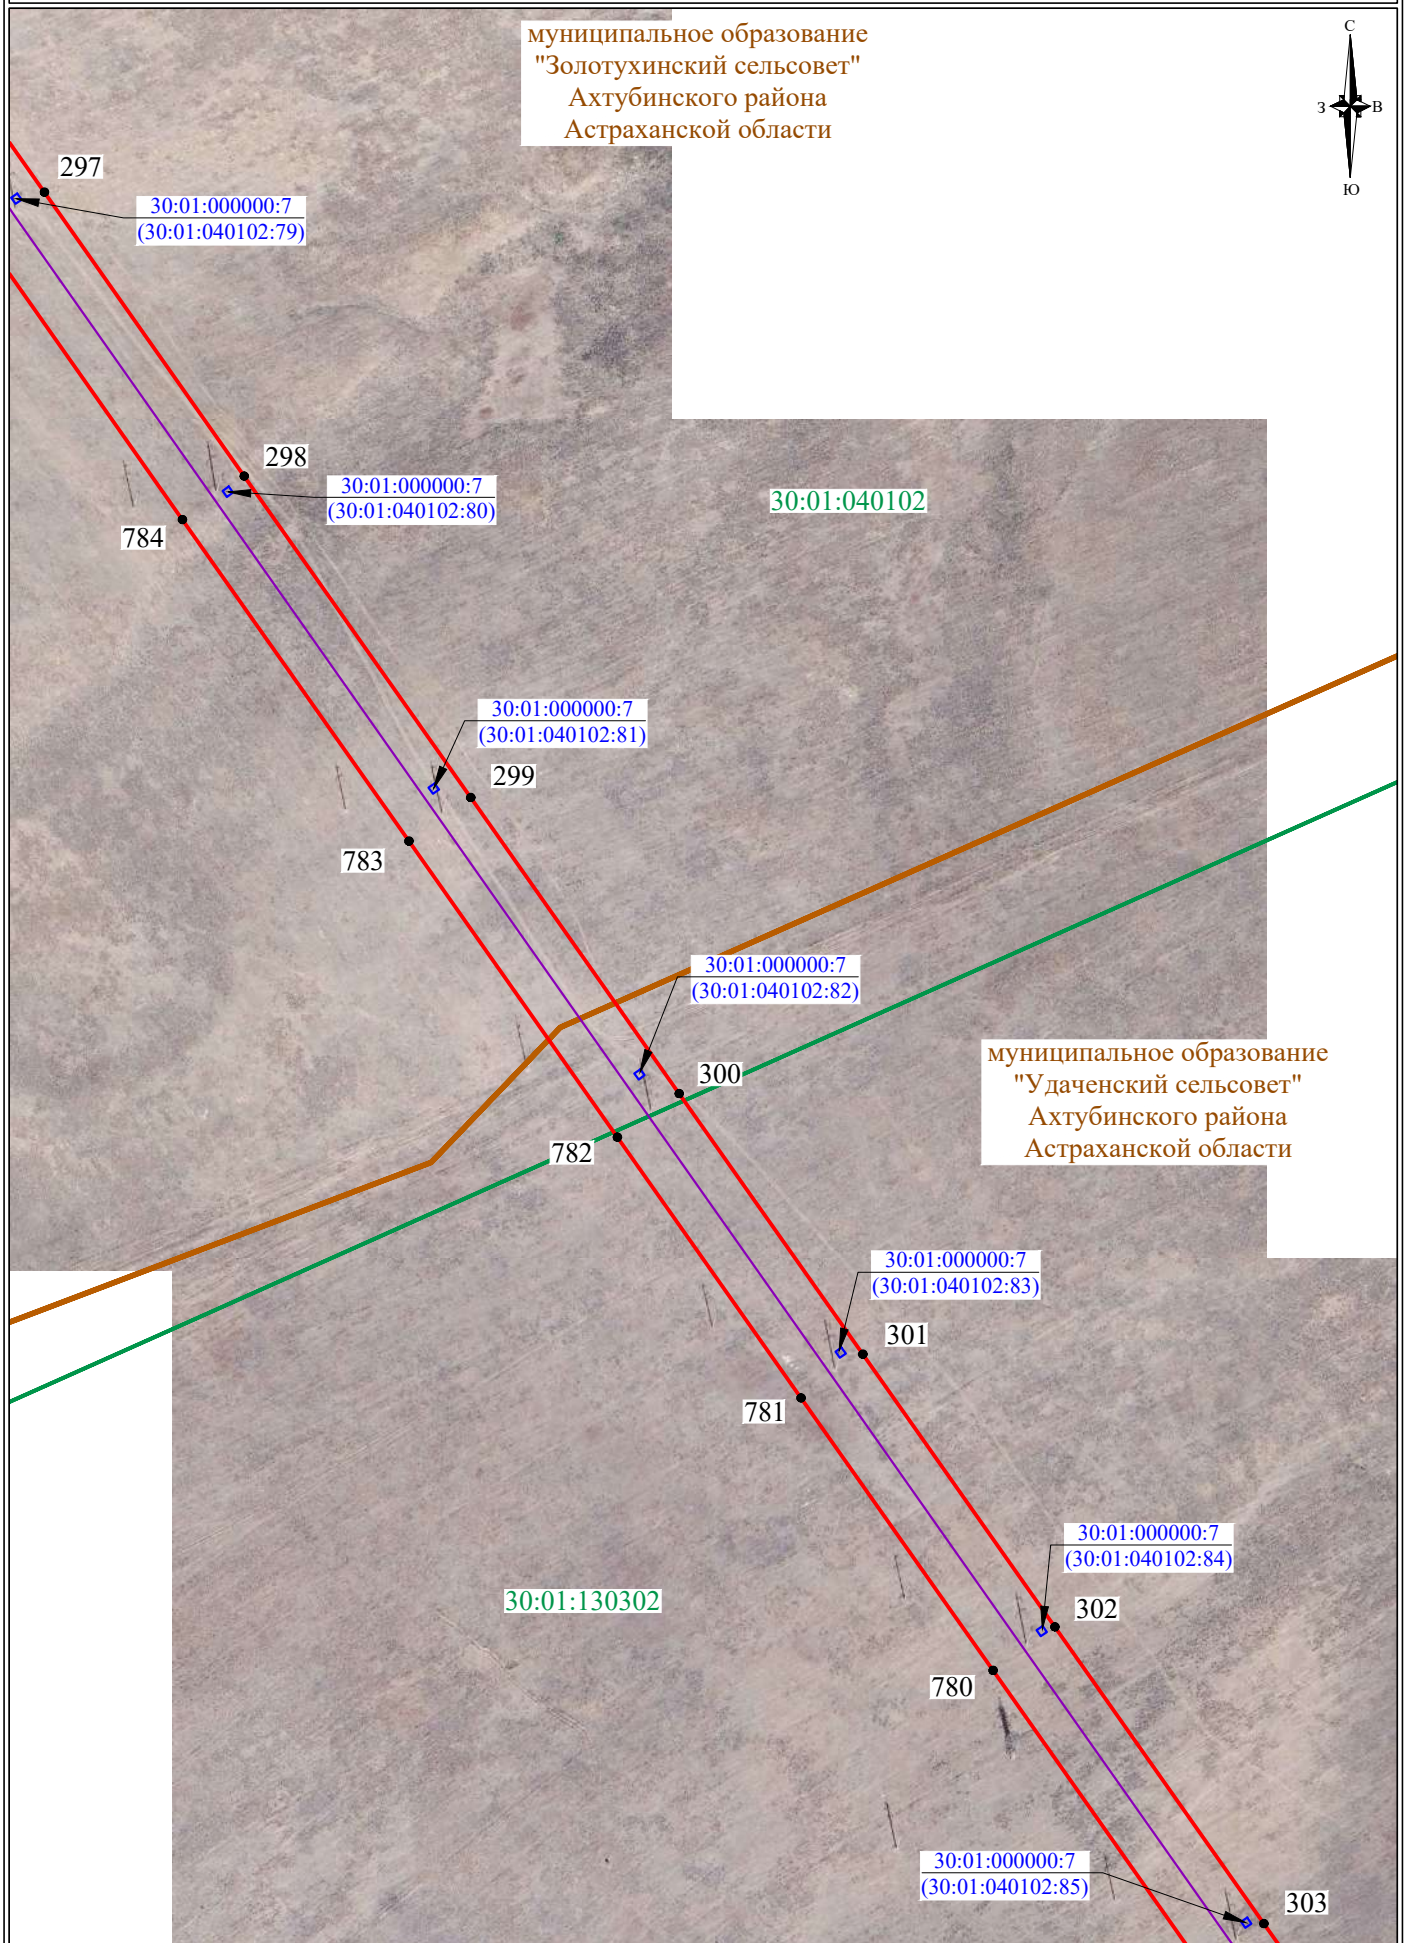 муниципальное образование
"Золотухинский сельсовет"
Ахтубинского района
Астраханской области
С
З
В
Ю
297
30:01:000000:7
(30:01:040102:79)
298
30:01:000000:7
(30:01:040102:80)
30:01:040102
784
30:01:000000:7
(30:01:040102:81)
299
783
30:01:000000:7
(30:01:040102:82)
муниципальное образование
"Удаченский сельсовет"
Ахтубинского района
Астраханской области
300
782
30:01:000000:7
(30:01:040102:83)
301
781
30:01:000000:7
(30:01:040102:84)
30:01:130302
302
780
30:01:000000:7
(30:01:040102:85)
303